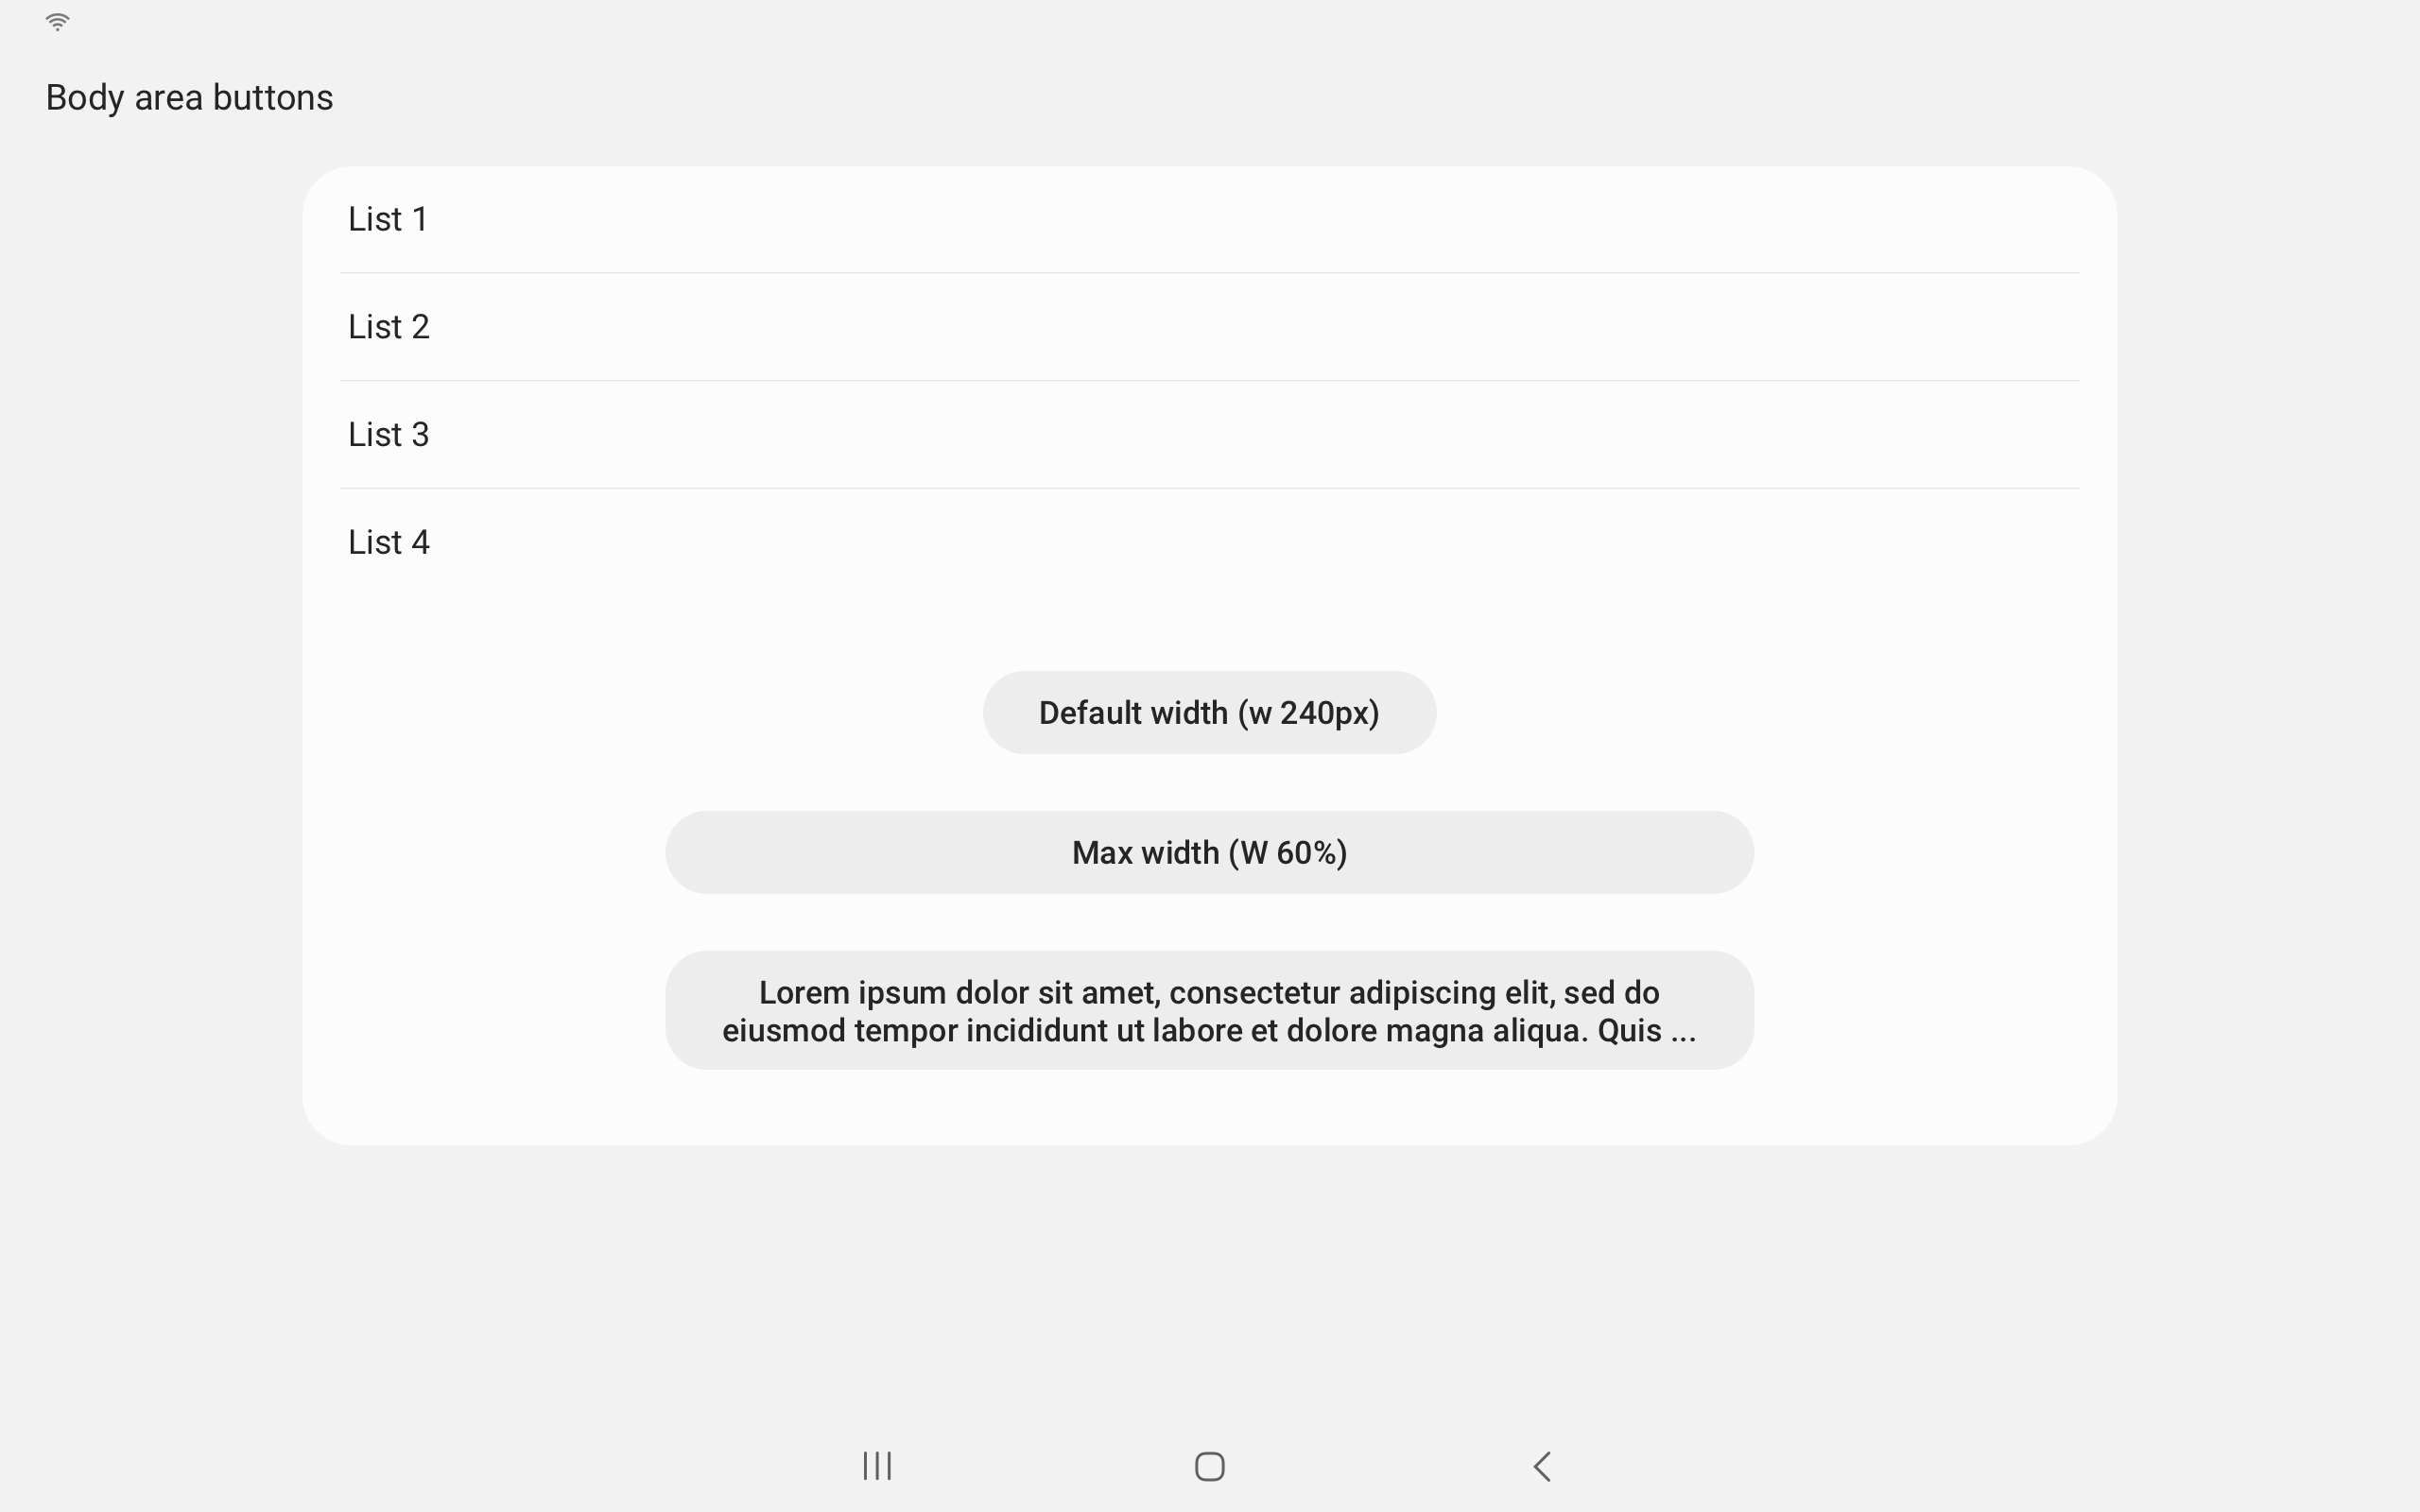 Body area buttons
List 1
List 2
List 3
List 4
Default width (w 240px)
Max width (W 60%)
Lorem ipsum dolor sit amet, consectetur adipiscing elit, sed do
eiusmod tempor incididunt ut labore et dolore magna aliqua. Quis ...